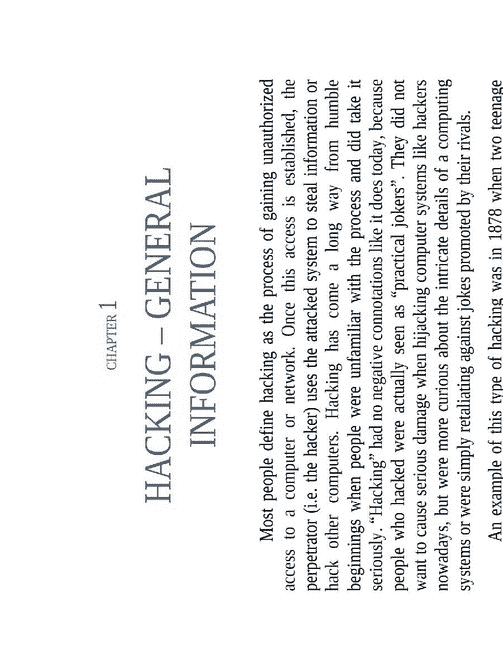 CHAPTER 1
HACKING – GENERAL
INFORMATION
Most people define hacking as the process of gaining unauthorized
access to a computer or network. Once this access is established, the
perpetrator (i.e. the hacker) uses the attacked system to steal information or
hack other computers. Hacking has come a long way from humble
beginnings when people were unfamiliar with the process and did take it
seriously. “Hacking” had no negative connotations like it does today, because
people who hacked were actually seen as “practical jokers”. They did not
want to cause serious damage when hijacking computer systems like hackers
nowadays, but were more curious about the intricate details of a computing
systems or were simply retaliating against jokes promoted by their rivals.
An example of this type of hacking was in 1878 when two teenage